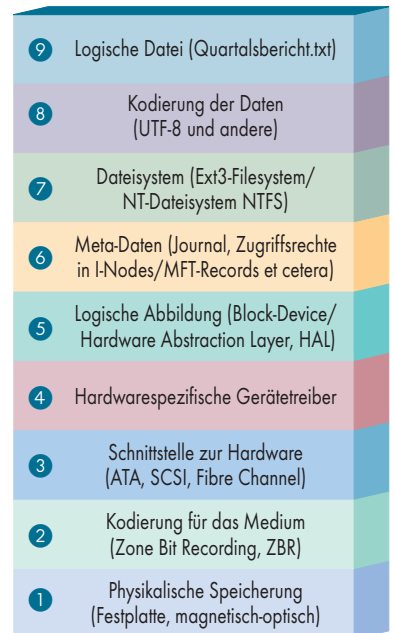 9 Logische Datei (Quartalsbericht.txt)
8 Kodierung der Daten
(UTF-8 und andere)
7 Dateisystem (Ext3-Filesystem/
NT-Dateisystem NTFS)
6 Meta-Daten (Journal, Zugriffsrechte
in I-Nodes/MFT-Records et cetera)
5 Logische Abbildung (Block-Device/
Hardware Abstraction Layer, HAL)
4 Hardwarespezifische Gerätetreiber
3 Schnittstelle zur Hardware
(ATA, SCSI, Fibre Channel)
2 Kodierung für das Medium
(Zone Bit Recording, ZBR)
1 Physikalische Speicherung
(Festplatte, magnetisch-optisch)